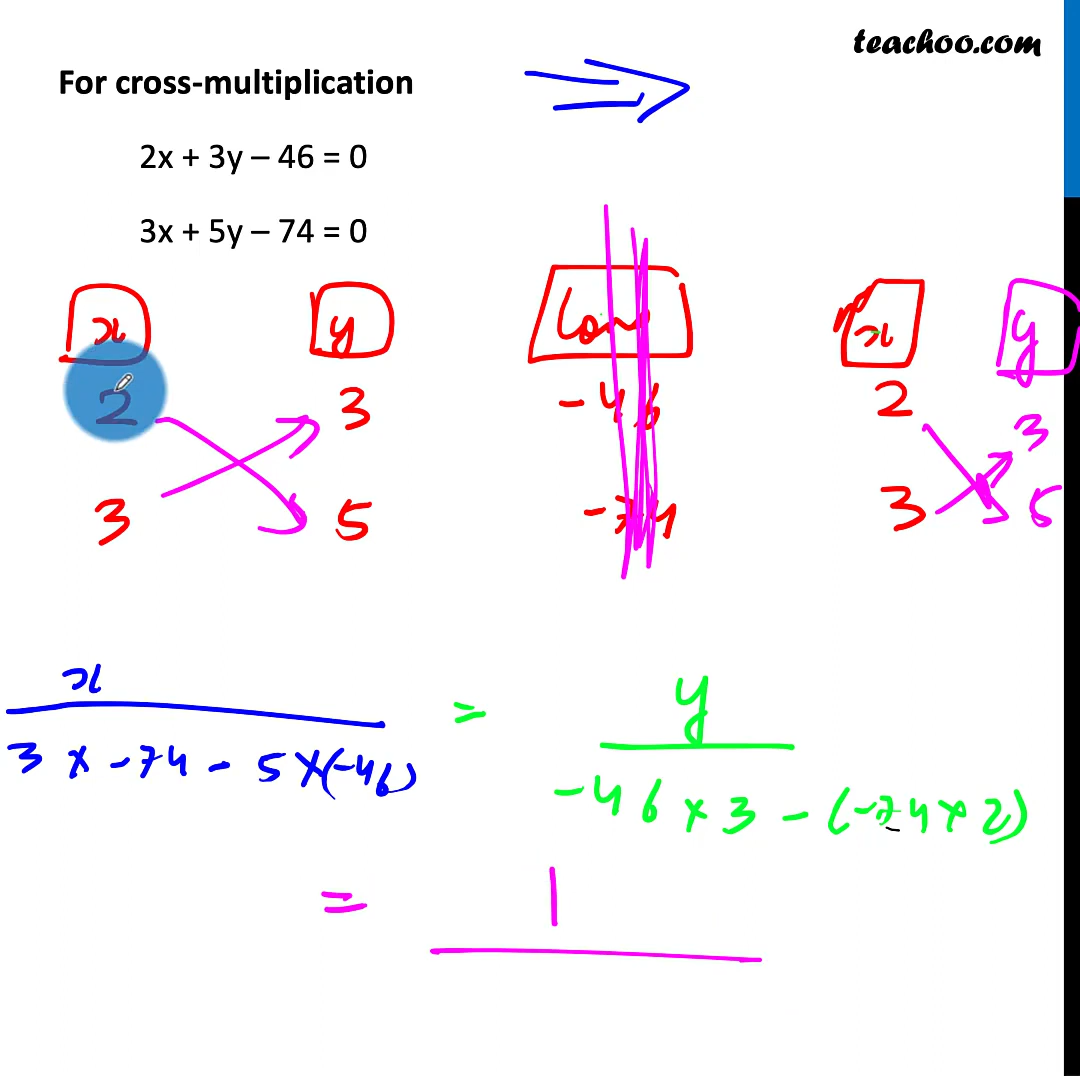 teachoo.com
For cross-multiplication
2x + 3y – 46 = 0
3x + 5y – 74 = 0
x y x y
2 3 -46 2 3
3 5 -74 3 5
x = y
3 x -74 - 5 x (-46) -46 x 3 - (-74 x 2)
= 1